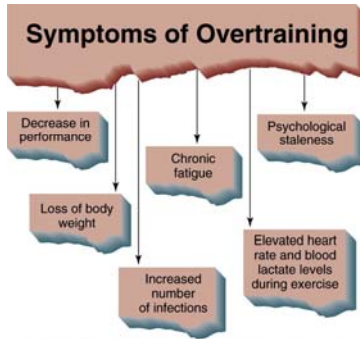 Symptoms of Overtraining
Decrease in
performance
Psychological
staleness
Chronic
fatigue
Loss of body
weight
Elevated heart
rate and blood
lactate levels
during exercise
Increased
number
of infections